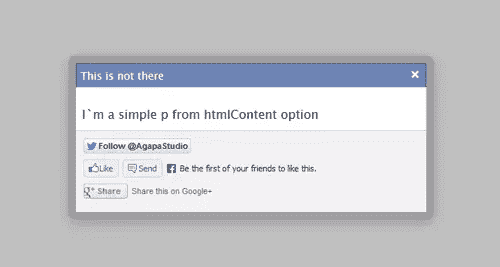 This is not there
I`m a simple p from htmlContent option
Follow @AgapaStudio
Like Send Be the first of your friends to like this.
Share Share this on Google+